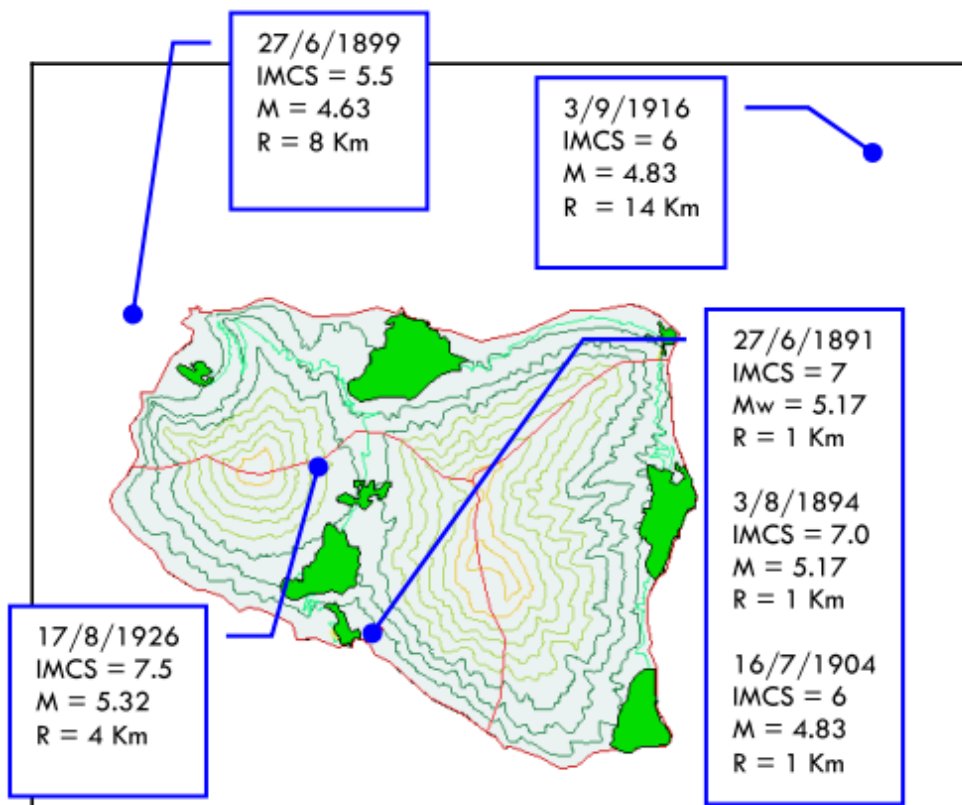 27/6/1899
IMCS = 5.5
M = 4.63
R = 8 Km
3/9/1916
IMCS = 6
M = 4.83
R = 14 Km
27/6/1891
IMCS = 7
Mw = 5.17
R = 1 Km
3/8/1894
IMCS = 7.0
M = 5.17
R = 1 Km
16/7/1904
IMCS = 6
M = 4.83
R = 1 Km
17/8/1926
IMCS = 7.5
M = 5.32
R = 4 Km